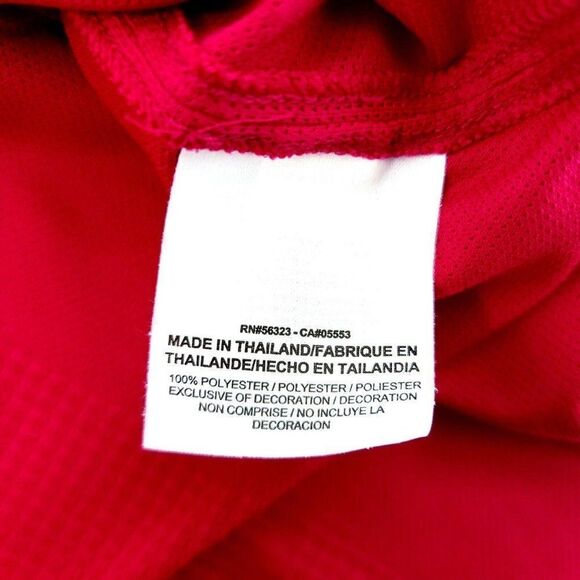 RN#56323 - CA#05553
MADE IN THAILAND/FABRIQUE EN
THAILANDE/HECHO EN TAILANDIA
100% POLYESTER / POLYESTER / POLIESTER
EXCLUSIVE OF DECORATION / DECORATION
NON COMPRISE / NO INCLUYE LA
DECORACION